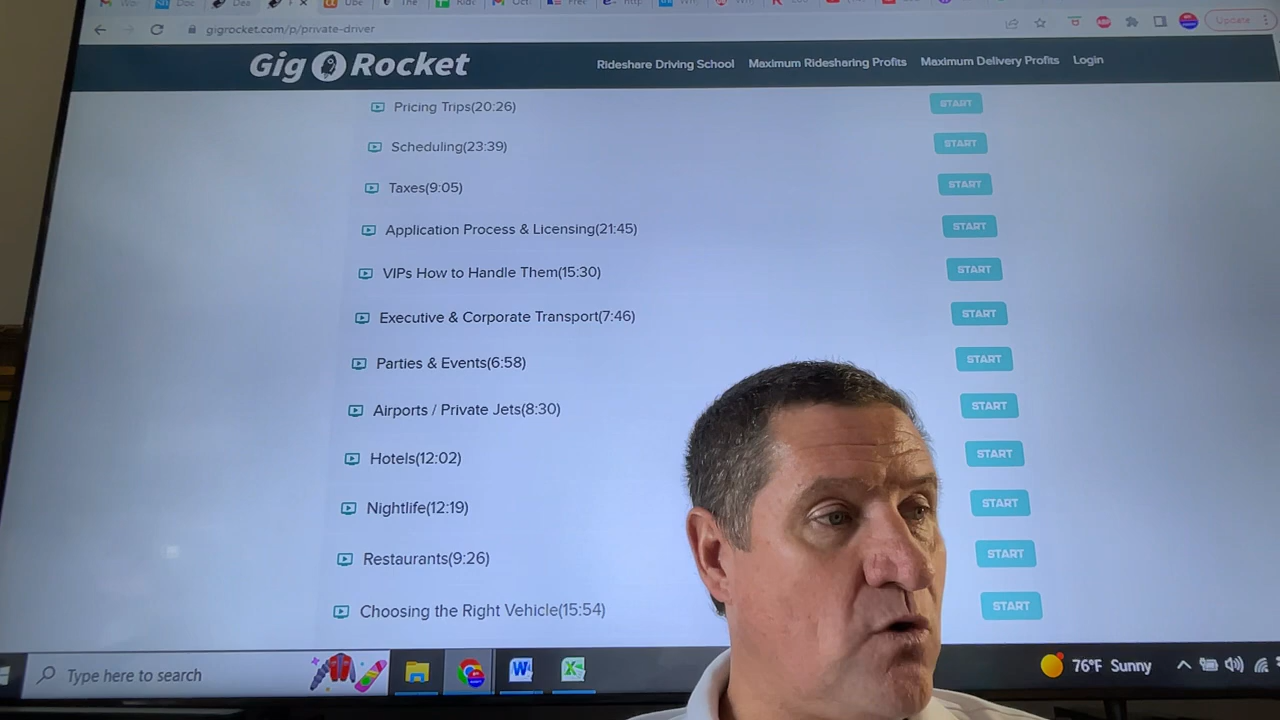 gigrocket.com/p/private-driver
Update
Gig Rocket
Rideshare Driving School Maximum Ridesharing Profits Maximum Delivery Profits Login
Pricing Trips(20:26) START
Scheduling(23:39) START
Taxes(9:05) START
Application Process & Licensing(21:45) START
VIPs How to Handle Them(15:30) START
Executive & Corporate Transport(7:46) START
Parties & Events(6:58) START
Airports / Private Jets(8:30) START
Hotels(12:02) START
Nightlife(12:19) START
Restaurants(9:26) START
Choosing the Right Vehicle(15:54) START
Type here to search
76°F Sunny